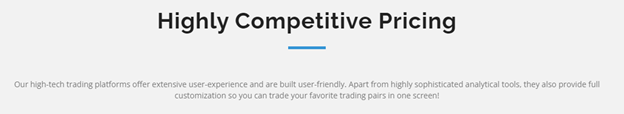 Highly Competitive Pricing
Our high-tech trading platforms offer extensive user-experience and are built user-friendly. Apart from highly sophisticated analytical tools, they also provide full
customization so you can trade your favorite trading pairs in one screen!